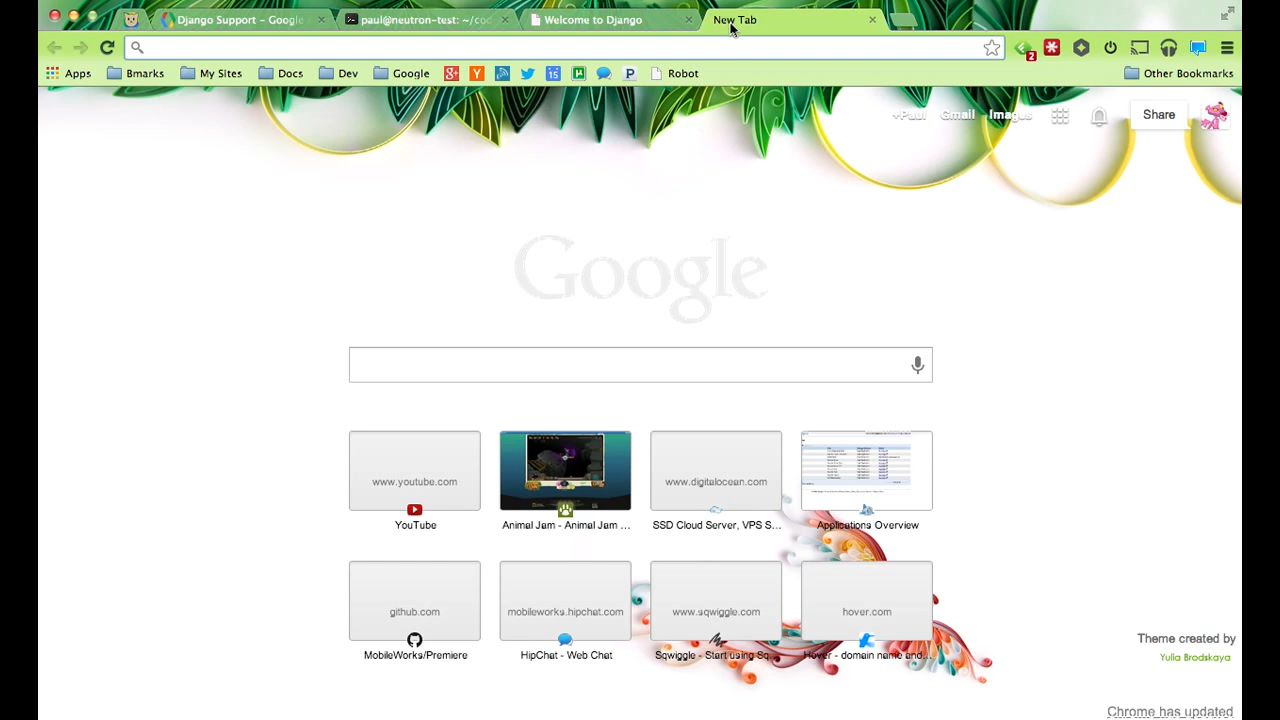 Django Support - Google
paul@neutron-test: ~/cod
Welcome to Django
New Tab
2
Apps
Bmarks
My Sites
Docs
Dev
Google
15
Robot
Other Bookmarks
+Paul
Gmail
Images
Share
Google
www.youtube.com
www.digitalocean.com
YouTube
Animal Jam - Animal Jam ...
SSD Cloud Server, VPS S...
Applications Overview
github.com
mobileworks.hipchat.com
www.sqwiggle.com
hover.com
MobileWorks/Premiere
HipChat - Web Chat
Sqwiggle - Start using Sq...
Hover - domain name and...
Theme created by
Yulia Brodskaya
Chrome has updated